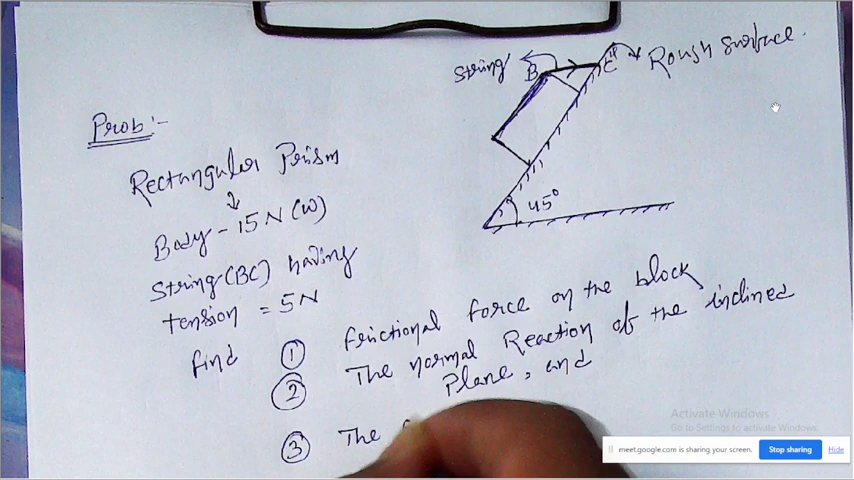 String
B
C
Rough surface.
Prob:-
Rectangular Prism
45°
Body - 15 N (W)
String (BC) having
tension = 5N
find
① frictional force on the block
② The normal Reaction of the inclined
Plane, and
③ The
Activate Windows
Go to Settings to activate Windows.
meet.google.com is sharing your screen.
Stop sharing
Hide